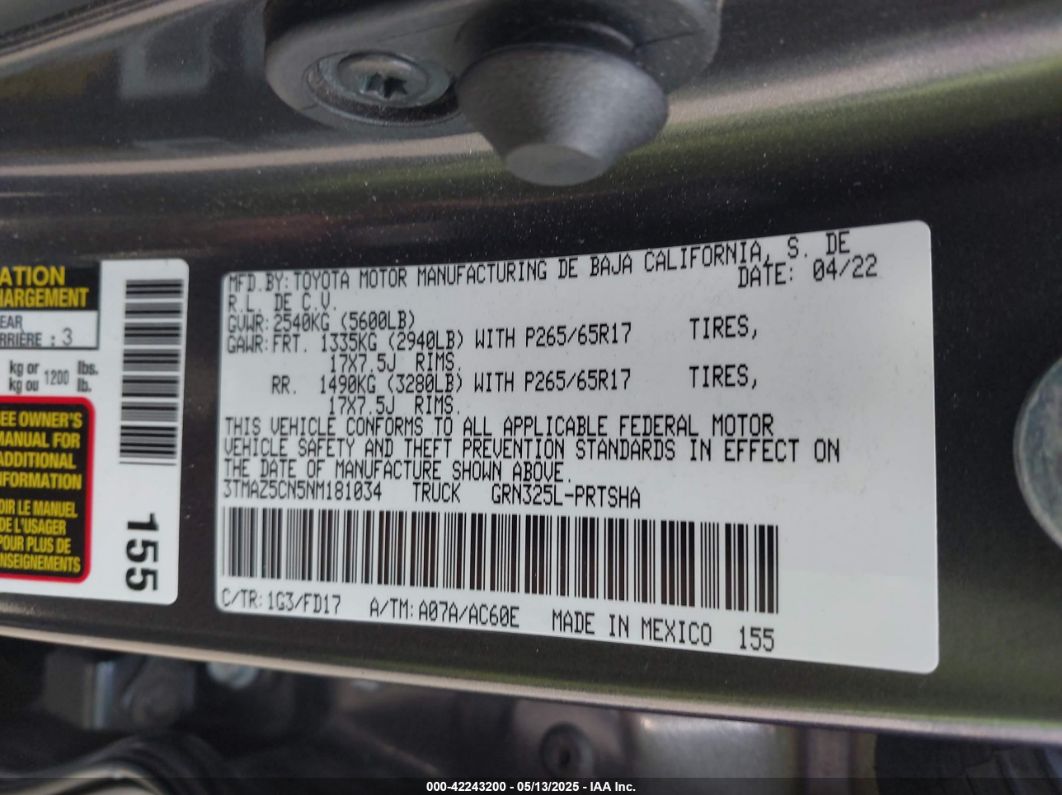 ATION
HARGEMENT
EAR
RRIÈRE : 3
kg or 1200 lbs.
kg ou lb.
EE OWNER'S
MANUAL FOR
ADDITIONAL
INFORMATION
OIR LE MANUEL
DE L'USAGER
POUR PLUS DE
NSEIGNEMENTS
155
MFD.BY:TOYOTA MOTOR MANUFACTURING DE BAJA CALIFORNIA, S. DE
R.L. DE C.V. DATE: 04/22
GVWR:2540KG (5600LB)
GAWR:FRT. 1335KG (2940LB) WITH P265/65R17 TIRES,
17X7.5J RIMS.
RR. 1490KG (3280LB) WITH P265/65R17 TIRES,
17X7.5J RIMS.
THIS VEHICLE CONFORMS TO ALL APPLICABLE FEDERAL MOTOR
VEHICLE SAFETY AND THEFT PREVENTION STANDARDS IN EFFECT ON
THE DATE OF MANUFACTURE SHOWN ABOVE.
3TMAZ5CN5NM181034 TRUCK GRN325L-PRTSHA
C/TR:1G3/FD17 A/TM:A07A/AC60E MADE IN MEXICO 155
000-42243200 - 05/13/2025 - IAA Inc.